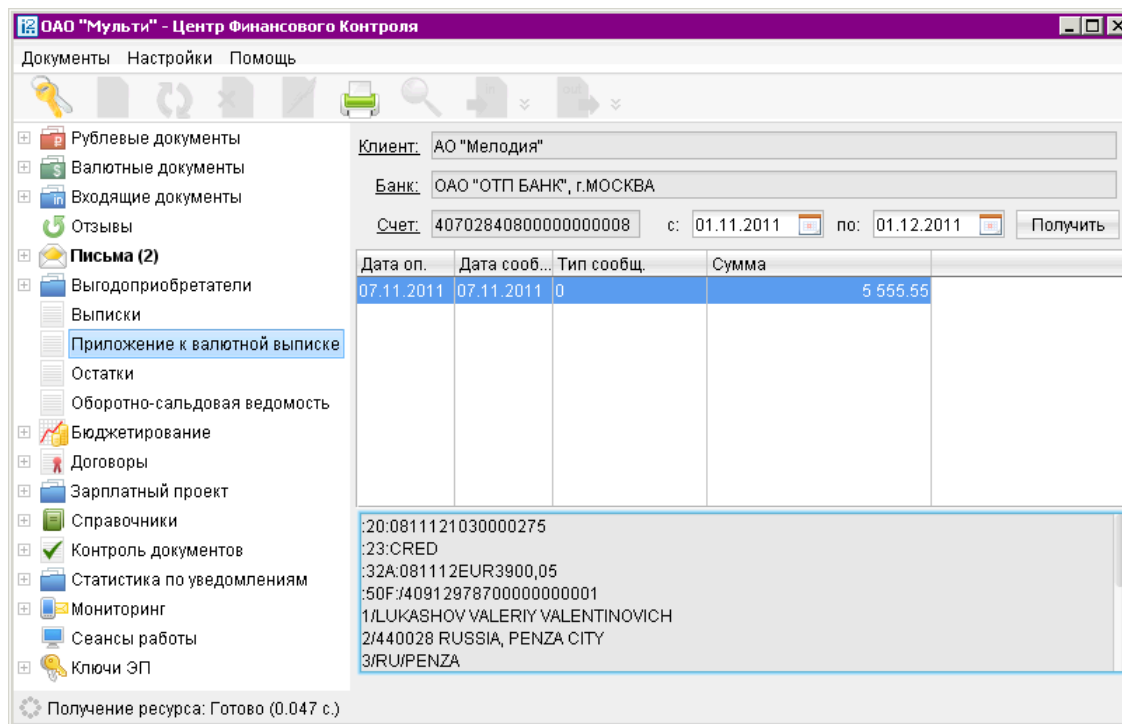 ОАО "Мульти" - Центр Финансового Контроля
Документы Настройки Помощь
in out
Рублевые документы
Валютные документы
Входящие документы
Отзывы
Письма (2)
Выгодоприобретатели
Выписки
Приложение к валютной выписке
Остатки
Оборотно-сальдовая ведомость
Бюджетирование
Договоры
Зарплатный проект
Справочники
Контроль документов
Статистика по уведомлениям
Мониторинг
Сеансы работы
Ключи ЭП
Клиент: АО "Мелодия"
Банк: ОАО "ОТП БАНК", г.МОСКВА
Счет: 40702840800000000008 с: 01.11.2011 по: 01.12.2011 Получить
Дата оп. Дата сооб... Тип сообщ. Сумма
07.11.2011 07.11.2011 0 5 555.55
:20:0811121030000275
:23:CRED
:32A:081112EUR3900,05
:50F:/40912978700000000001
1/LUKASHOV VALERIY VALENTINOVICH
2/440028 RUSSIA, PENZA CITY
3/RU/PENZA
Получение ресурса: Готово (0.047 с.)